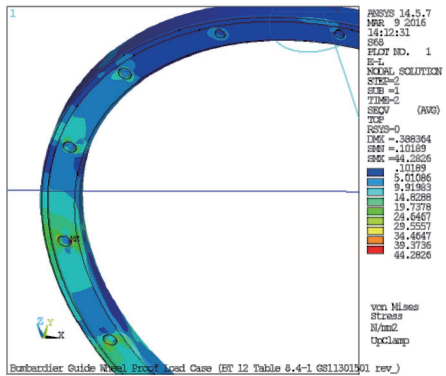 1
ANSYS 14.5.7
MAR 9 2016
14:12:31
S68
PLOT NO. 1
E-L
NODAL SOLUTION
STEP=2
SUB =1
TIME=2
SEQV (AVG)
TOP
RSYS=0
DMX =.388364
SMN =.10189
SMX =44.2826
.10189
5.01086
9.91983
14.8288
19.7378
24.6467
29.5557
34.4647
39.3736
44.2826
von Mises
Stress
N/mm2
UpClamp
MX
Z
Y
X
Bombardier Guide Wheel Proof Load Case (BT 12 Table 8.4-1 GS11301501 rev_)